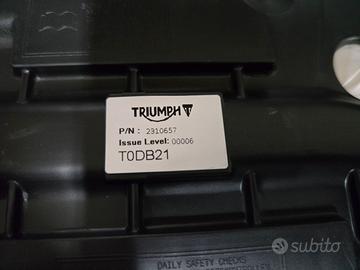 TRIUMPH
P/N : 2310657
Issue Level: 00006
T0DB21
DAILY SAFETY CHECKS
subito